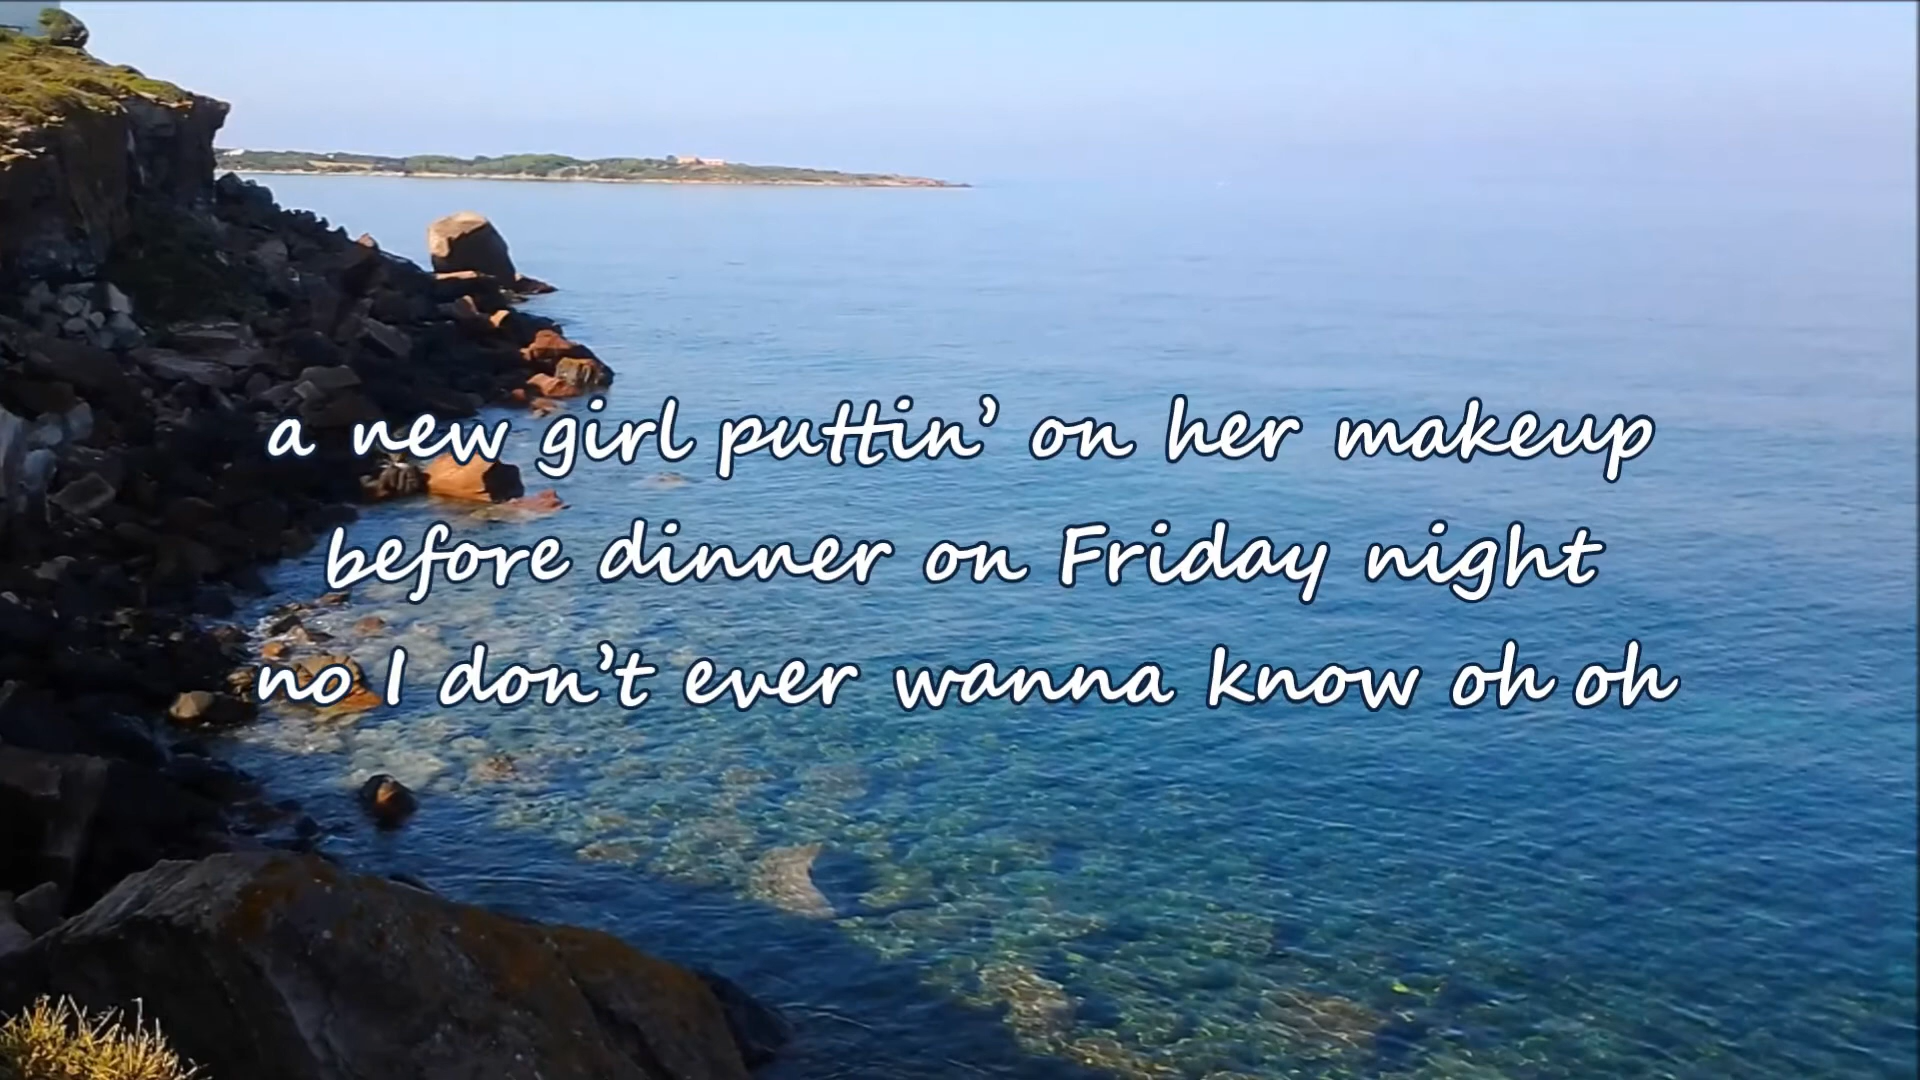 a new girl puttin’ on her makeup
before dinner on Friday night
no I don’t ever wanna know oh oh